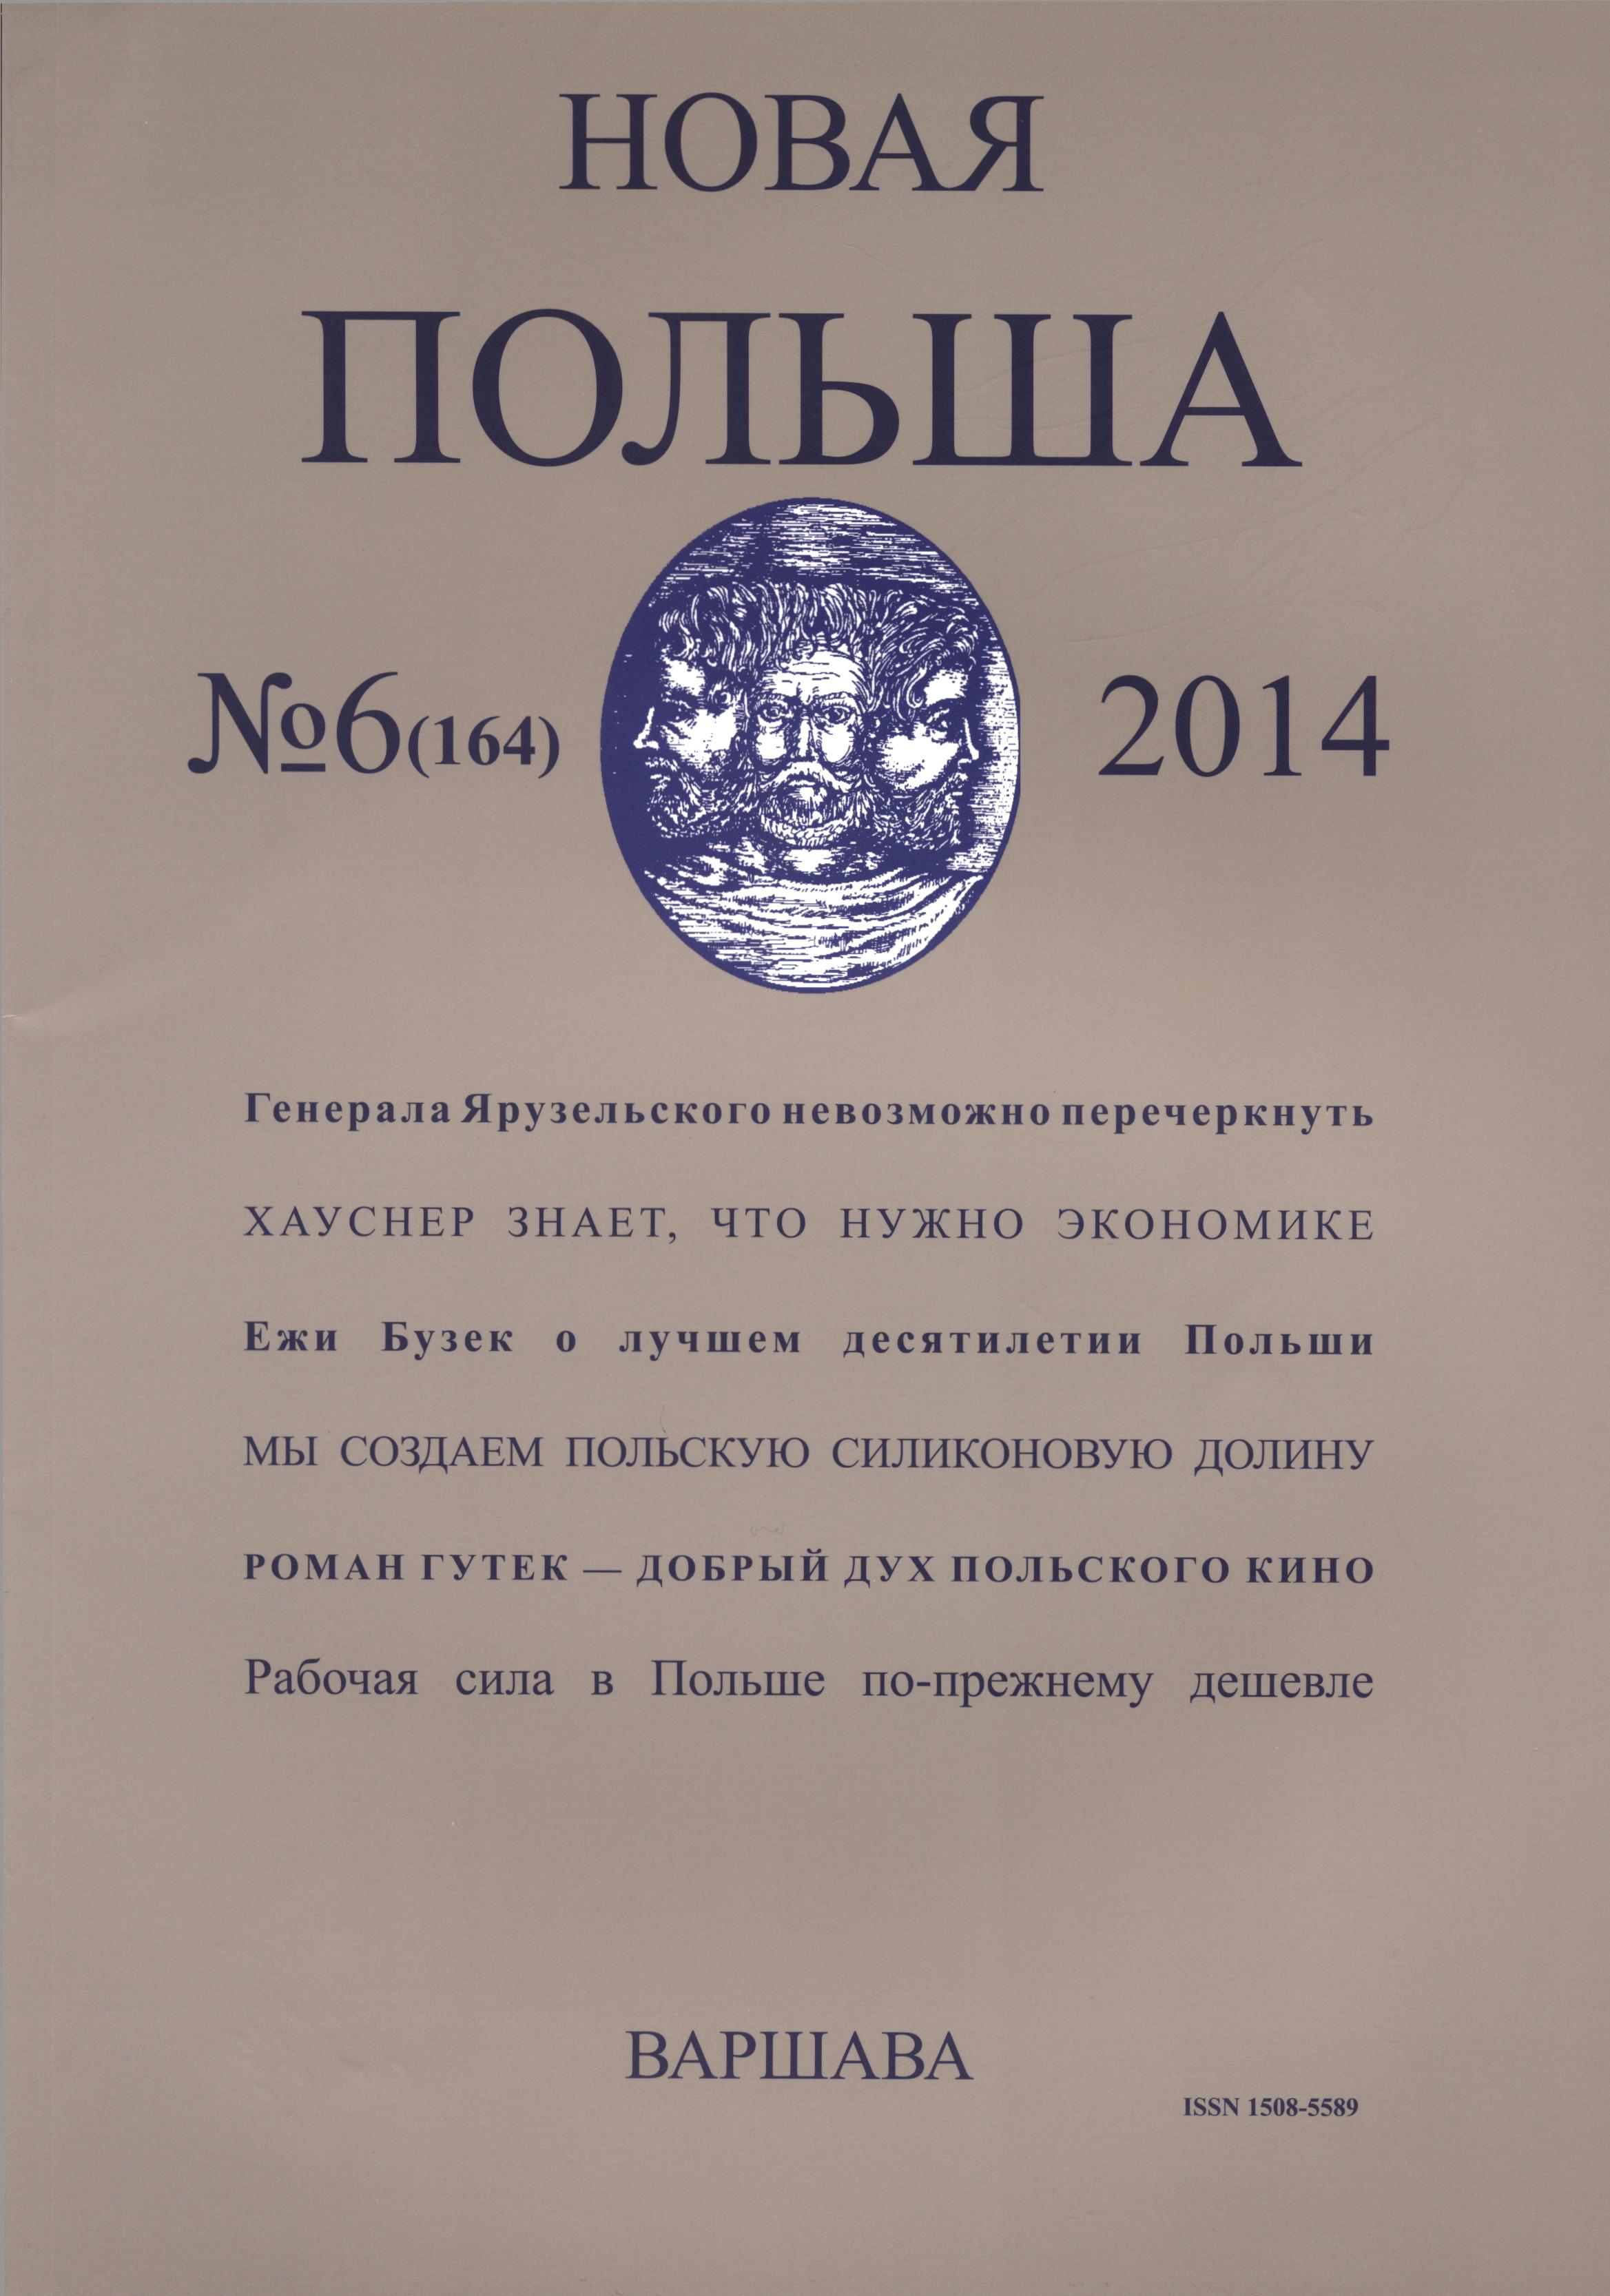 НОВАЯ
ПОЛЬША
№6(164)
2014
Генерала Ярузельского невозможно перечеркнуть
ХАУСНЕР ЗНАЕТ, ЧТО НУЖНО ЭКОНОМИКЕ
Ежи Бузек о лучшем десятилетии Польши
МЫ СОЗДАЕМ ПОЛЬСКУЮ СИЛИКОНОВУЮ ДОЛИНУ
РОМАН ГУТЕК — ДОБРЫЙ ДУХ ПОЛЬСКОГО КИНО
Рабочая сила в Польше по-прежнему дешевле
ВАРШАВА
ISSN 1508-5589